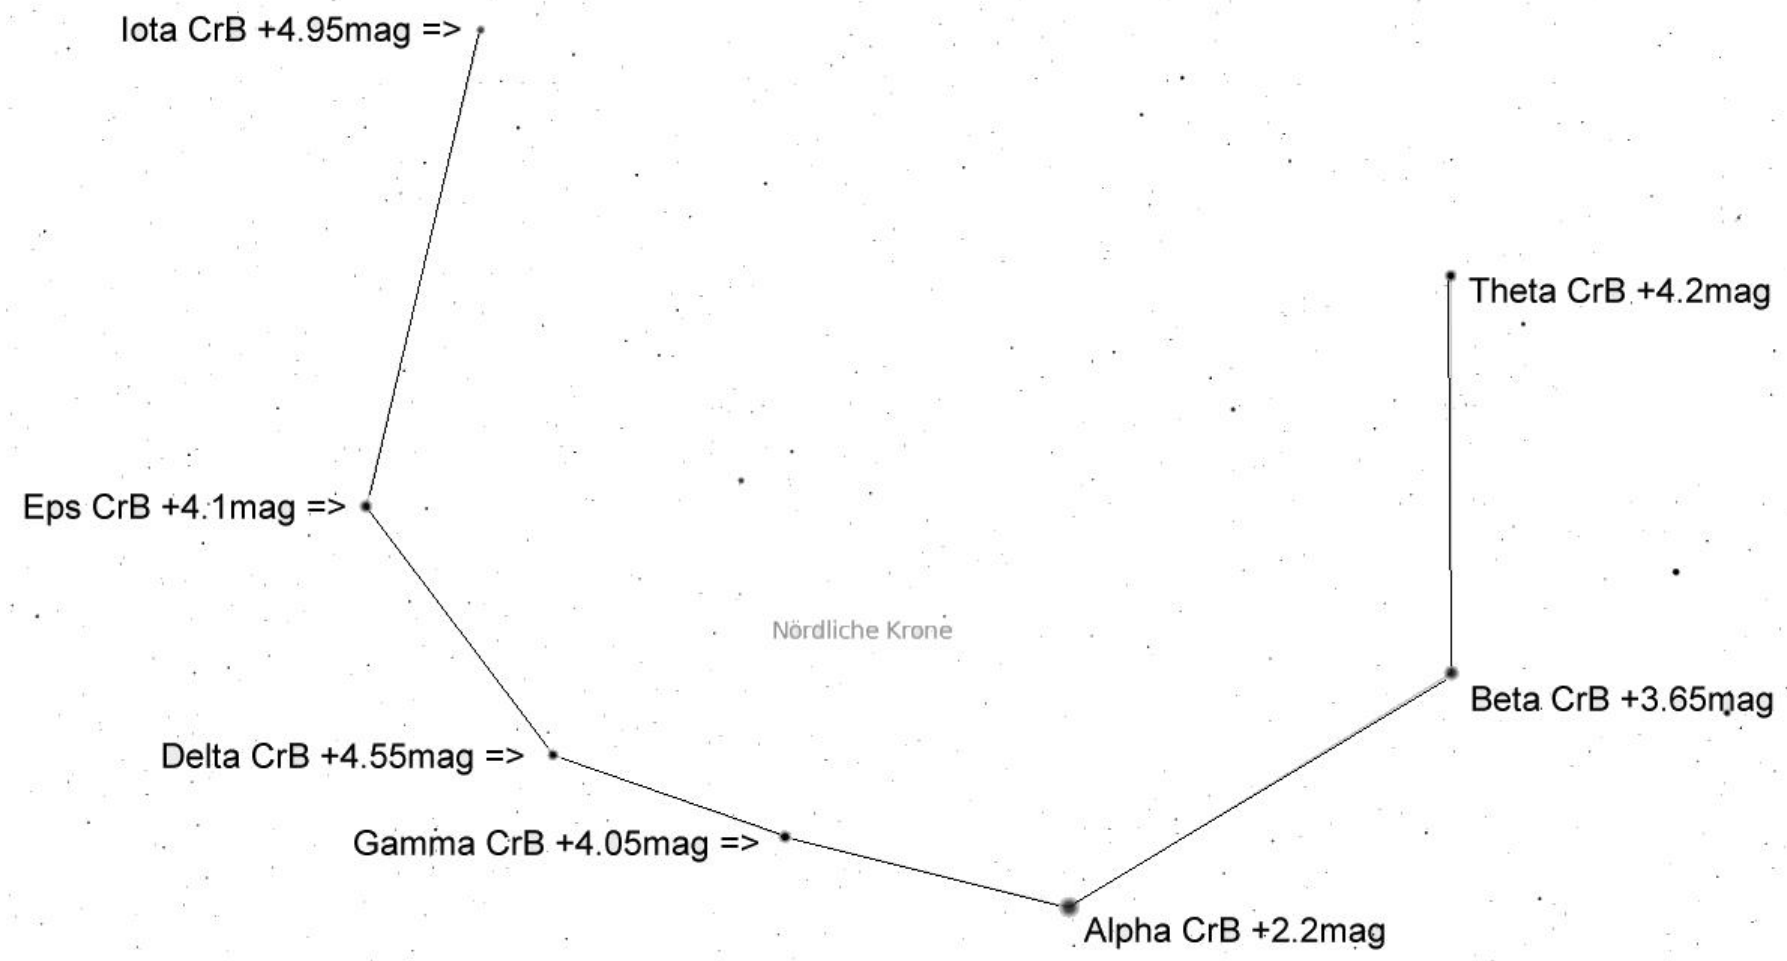 Iota CrB +4.95mag =>
Theta CrB +4.2mag
Eps CrB +4.1mag =>
Nördliche Krone
Beta CrB +3.65mag
Delta CrB +4.55mag =>
Gamma CrB +4.05mag =>
Alpha CrB +2.2mag